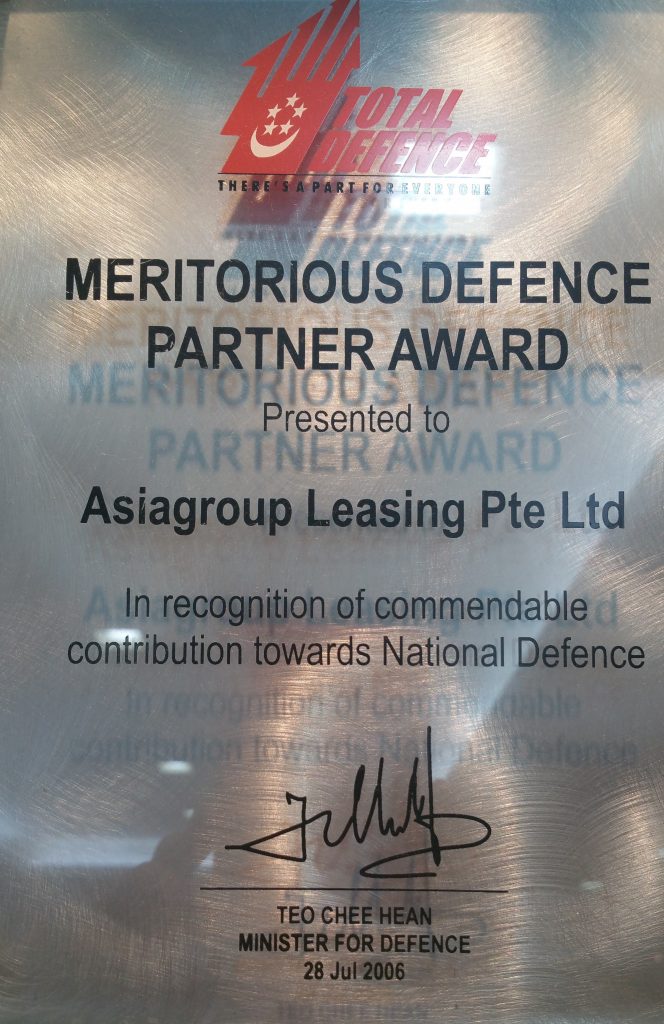 TOTAL
DEFENCE
THERE'S A PART FOR EVERYONE
MERITORIOUS DEFENCE
PARTNER AWARD
Presented to
Asiagroup Leasing Pte Ltd
In recognition of commendable
contribution towards National Defence
TEO CHEE HEAN
MINISTER FOR DEFENCE
28 Jul 2006